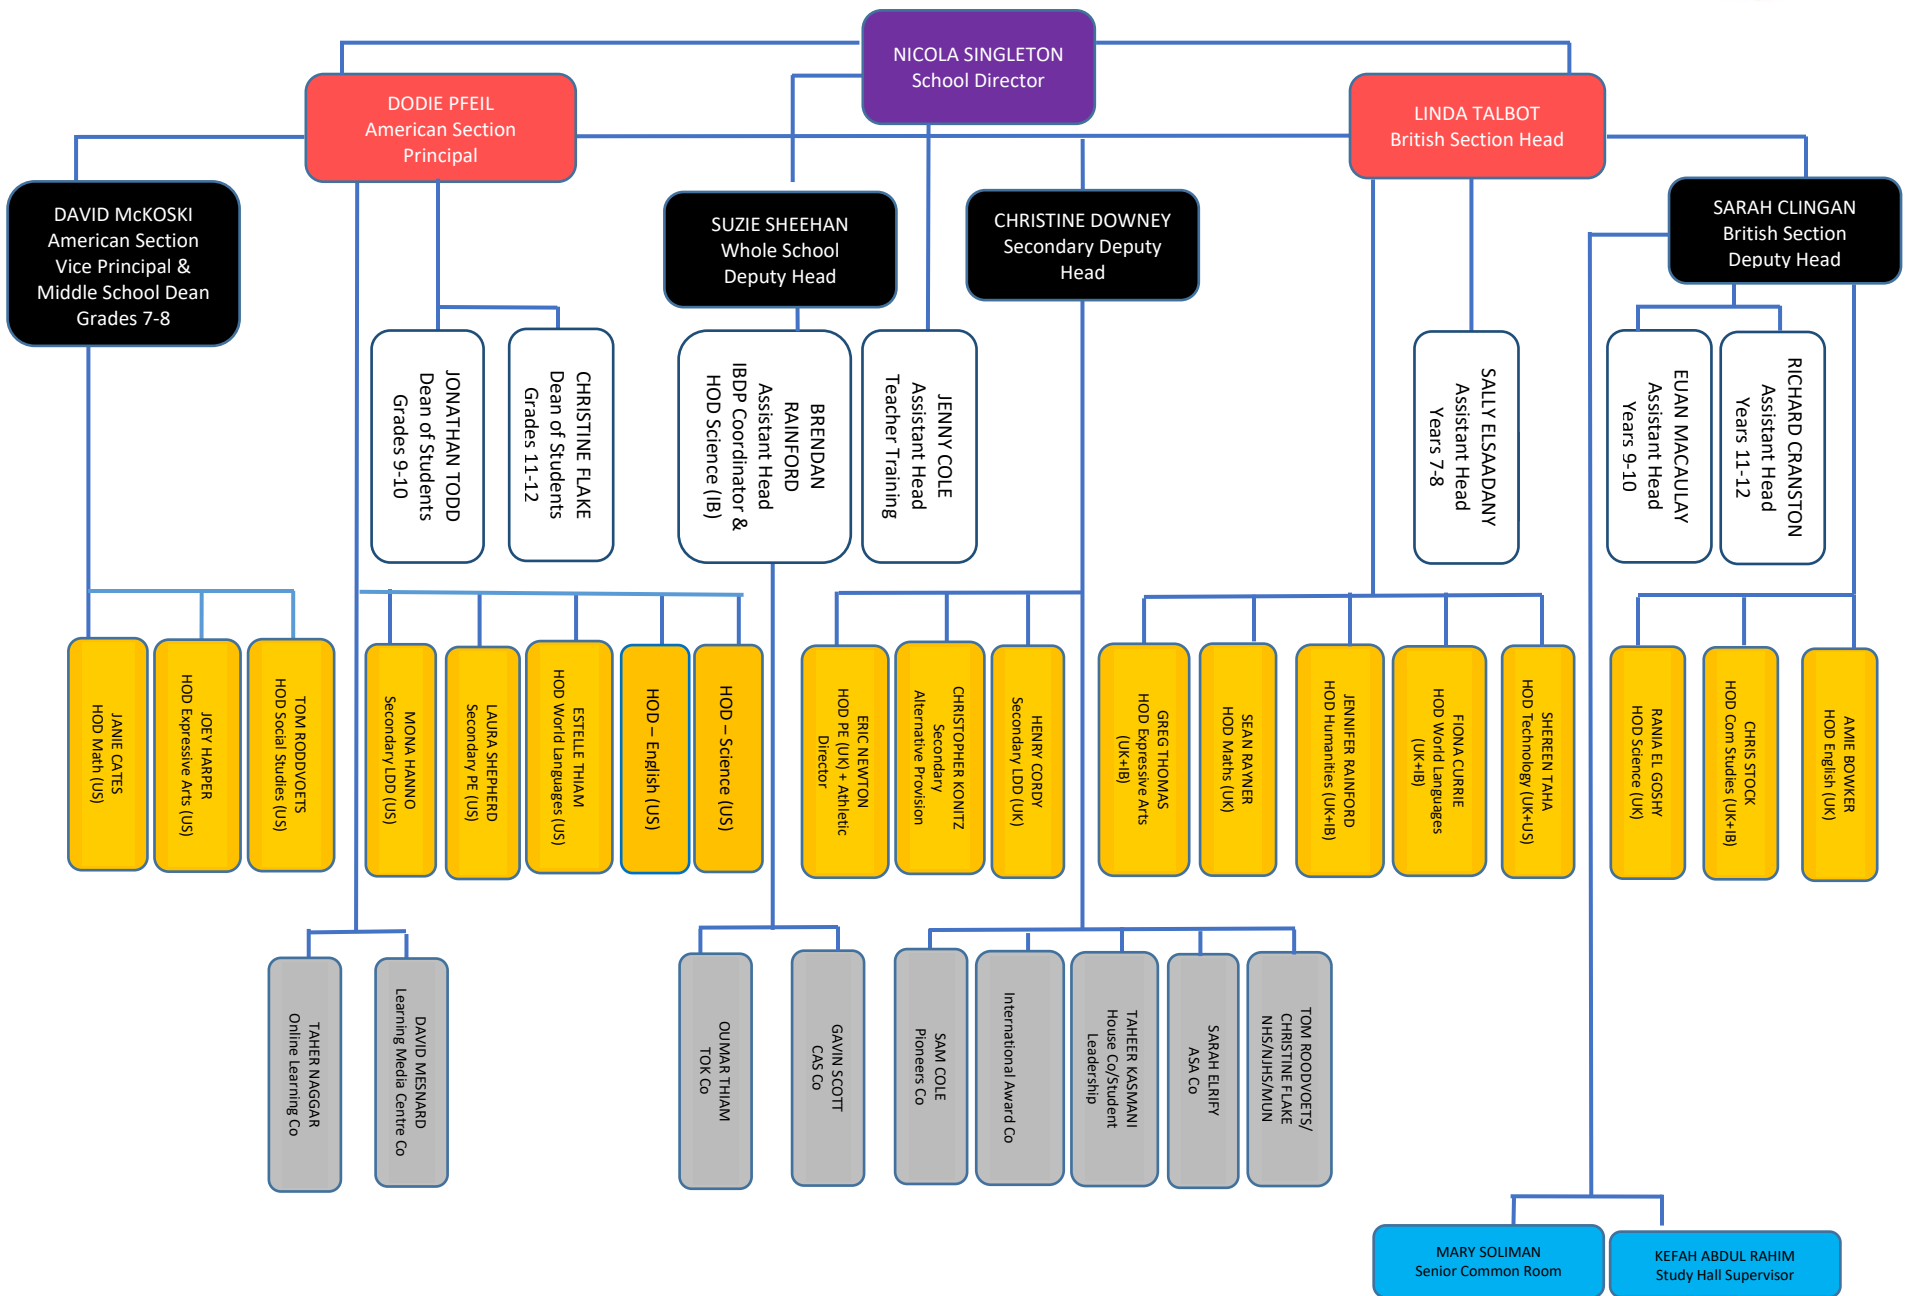 NICOLA SINGLETON
School Director
DODIE PFEIL
American Section
Principal
LINDA TALBOT
British Section Head
DAVID McKOSKI
American Section
Vice Principal &
Middle School Dean
Grades 7-8
SUZIE SHEEHAN
Whole School
Deputy Head
CHRISTINE DOWNEY
Secondary Deputy
Head
SARAH CLINGAN
British Section
Deputy Head
JONATHAN TODD
Dean of Students
Grades 9-10
CHRISTINE FLAKE
Dean of Students
Grades 11-12
BRENDAN
RAINFORD
Assistant Head
IBDP Coordinator &
HOD Science (IB)
JENNY COLE
Assistant Head
Teacher Training
SALLY ELSAADANY
Assistant Head
Years 7-8
EUAN MACAULAY
Assistant Head
Years 9-10
RICHARD CRANSTON
Assistant Head
Years 11-12
JANIE CATES
HOD Math (US)
JOEY HARPER
HOD Expressive Arts (US)
TOM RODDVOETS
HOD Social Studies (US)
MONA HANNO
Secondary LDD (US)
LAURA SHEPHERD
Secondary PE (US)
ESTELLE THIAM
HOD World Languages (US)
HOD – English (US)
HOD – Science (US)
ERIC NEWTON
HOD PE (UK) + Athletic
Director
CHRISTOPHER KONITZ
Secondary
Alternative Provision
HENRY CORDY
Secondary LDD (UK)
GREG THOMAS
HOD Expressive Arts
(UK+IB)
SEAN RAYNER
HOD Maths (UK)
JENNIFER RAINFORD
HOD Humanities (UK+IB)
FIONA CURRIE
HOD World Languages
(UK+IB)
SHEREEN TAHA
HOD Technology (UK+US)
RANIA EL GOSHY
HOD Science (UK)
CHRIS STOCK
HOD Com Studies (UK+IB)
AMIE BOWKER
HOD English (UK)
TAHER NAGGAR
Online Learning Co
DAVID MESNARD
Learning Media Centre Co
OUMAR THIAM
TOK Co
GAVIN SCOTT
CAS Co
SAM COLE
Pioneers Co
International Award Co
TAHEER KASMANI
House Co/Student
Leadership
SARAH ELRIFY
ASA Co
TOM ROODVOETS/
CHRISTINE FLAKE
NHS/NJHS/MUN
MARY SOLIMAN
Senior Common Room
KEFAH ABDUL RAHIM
Study Hall Supervisor